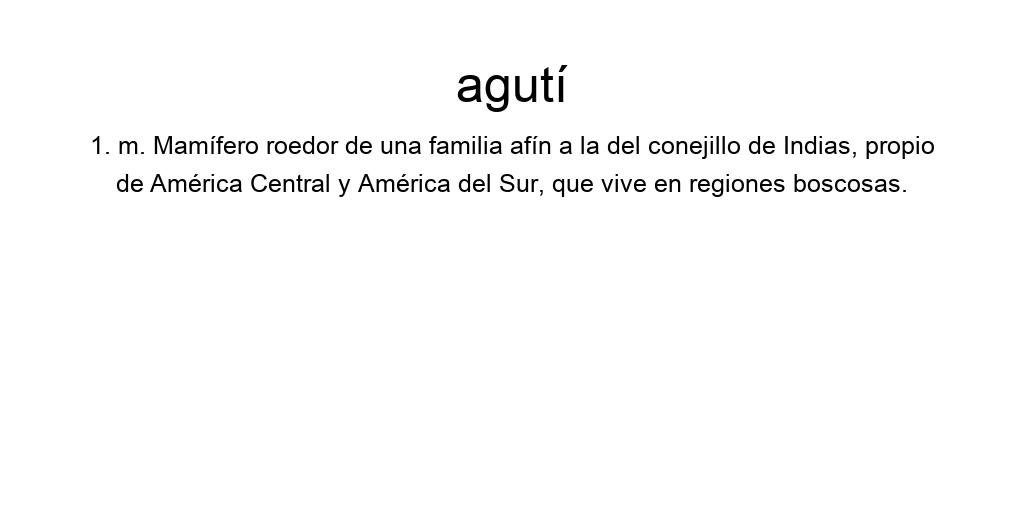 agutí
1. m. Mamífero roedor de una familia afín a la del conejillo de Indias, propio
de América Central y América del Sur, que vive en regiones boscosas.